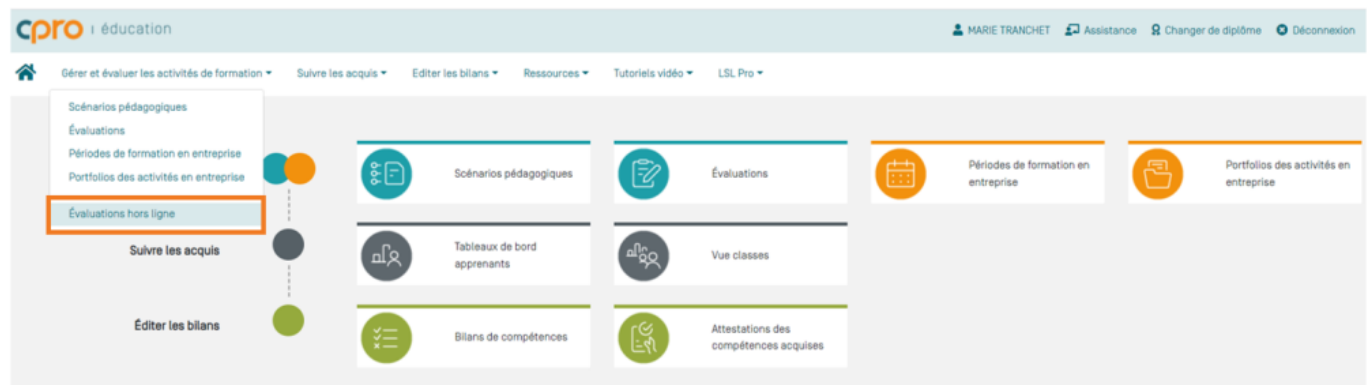 cpro | éducation
MARIE TRANCHET Assistance Changer de diplôme Déconnexion
Gérer et évaluer les activités de formation Suivre les acquis Editer les bilans Ressources Tutoriels vidéo LSL Pro
Scénarios pédagogiques
Évaluations
Périodes de formation en entreprise
Portfolios des activités en entreprise
Évaluations hors ligne
Scénarios pédagogiques
Évaluations
Périodes de formation en
entreprise
Portfolios des activités en
entreprise
Suivre les acquis
Tableaux de bord
apprenants
Vue classes
Éditer les bilans
Bilans de compétences
Attestations des
compétences acquises